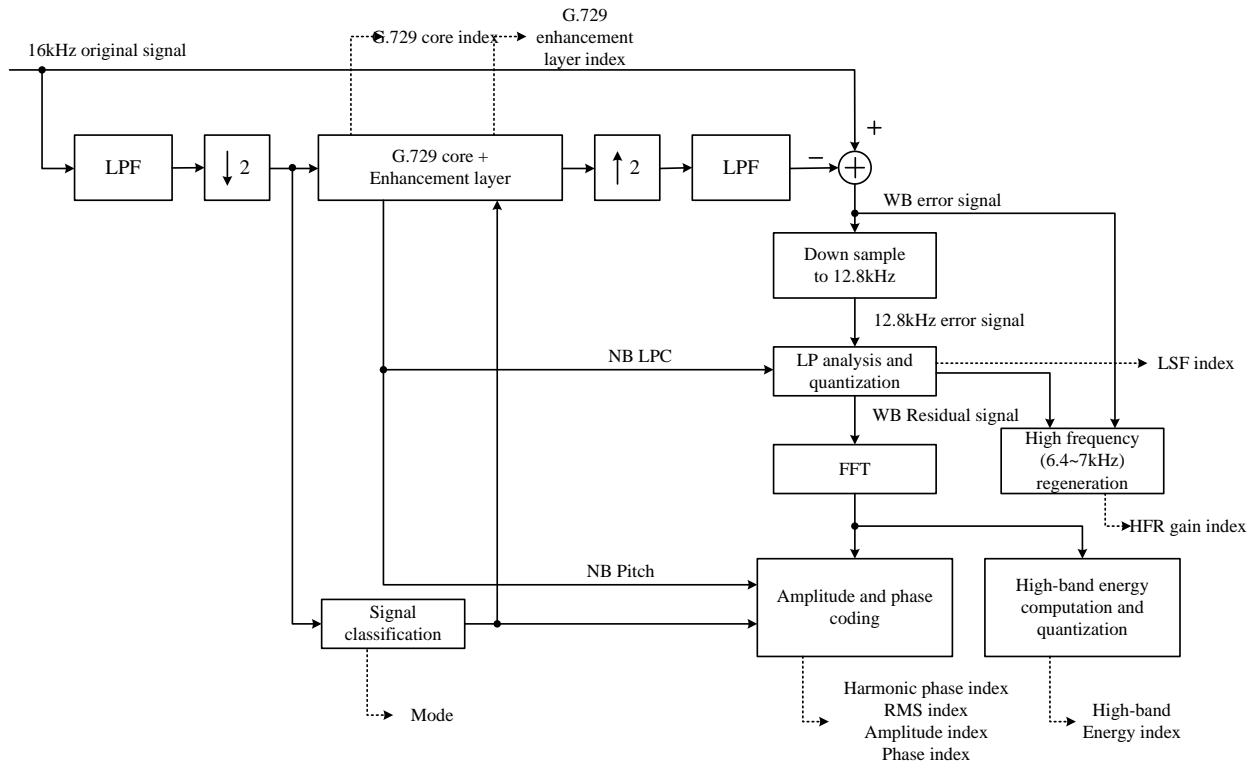 G.729
enhancement
layer index
G.729 core index
16kHz original signal
+
LPF
↓ 2
G.729 core +
Enhancement layer
↑ 2
LPF
−
+
WB error signal
Down sample
to 12.8kHz
12.8kHz error signal
NB LPC
LP analysis and
quantization
LSF index
WB Residual signal
High frequency
(6.4~7kHz)
regeneration
FFT
HFR gain index
NB Pitch
Amplitude and phase
coding
High-band energy
computation and
quantization
Signal
classification
Mode
Harmonic phase index
RMS index
Amplitude index
Phase index
High-band
Energy index